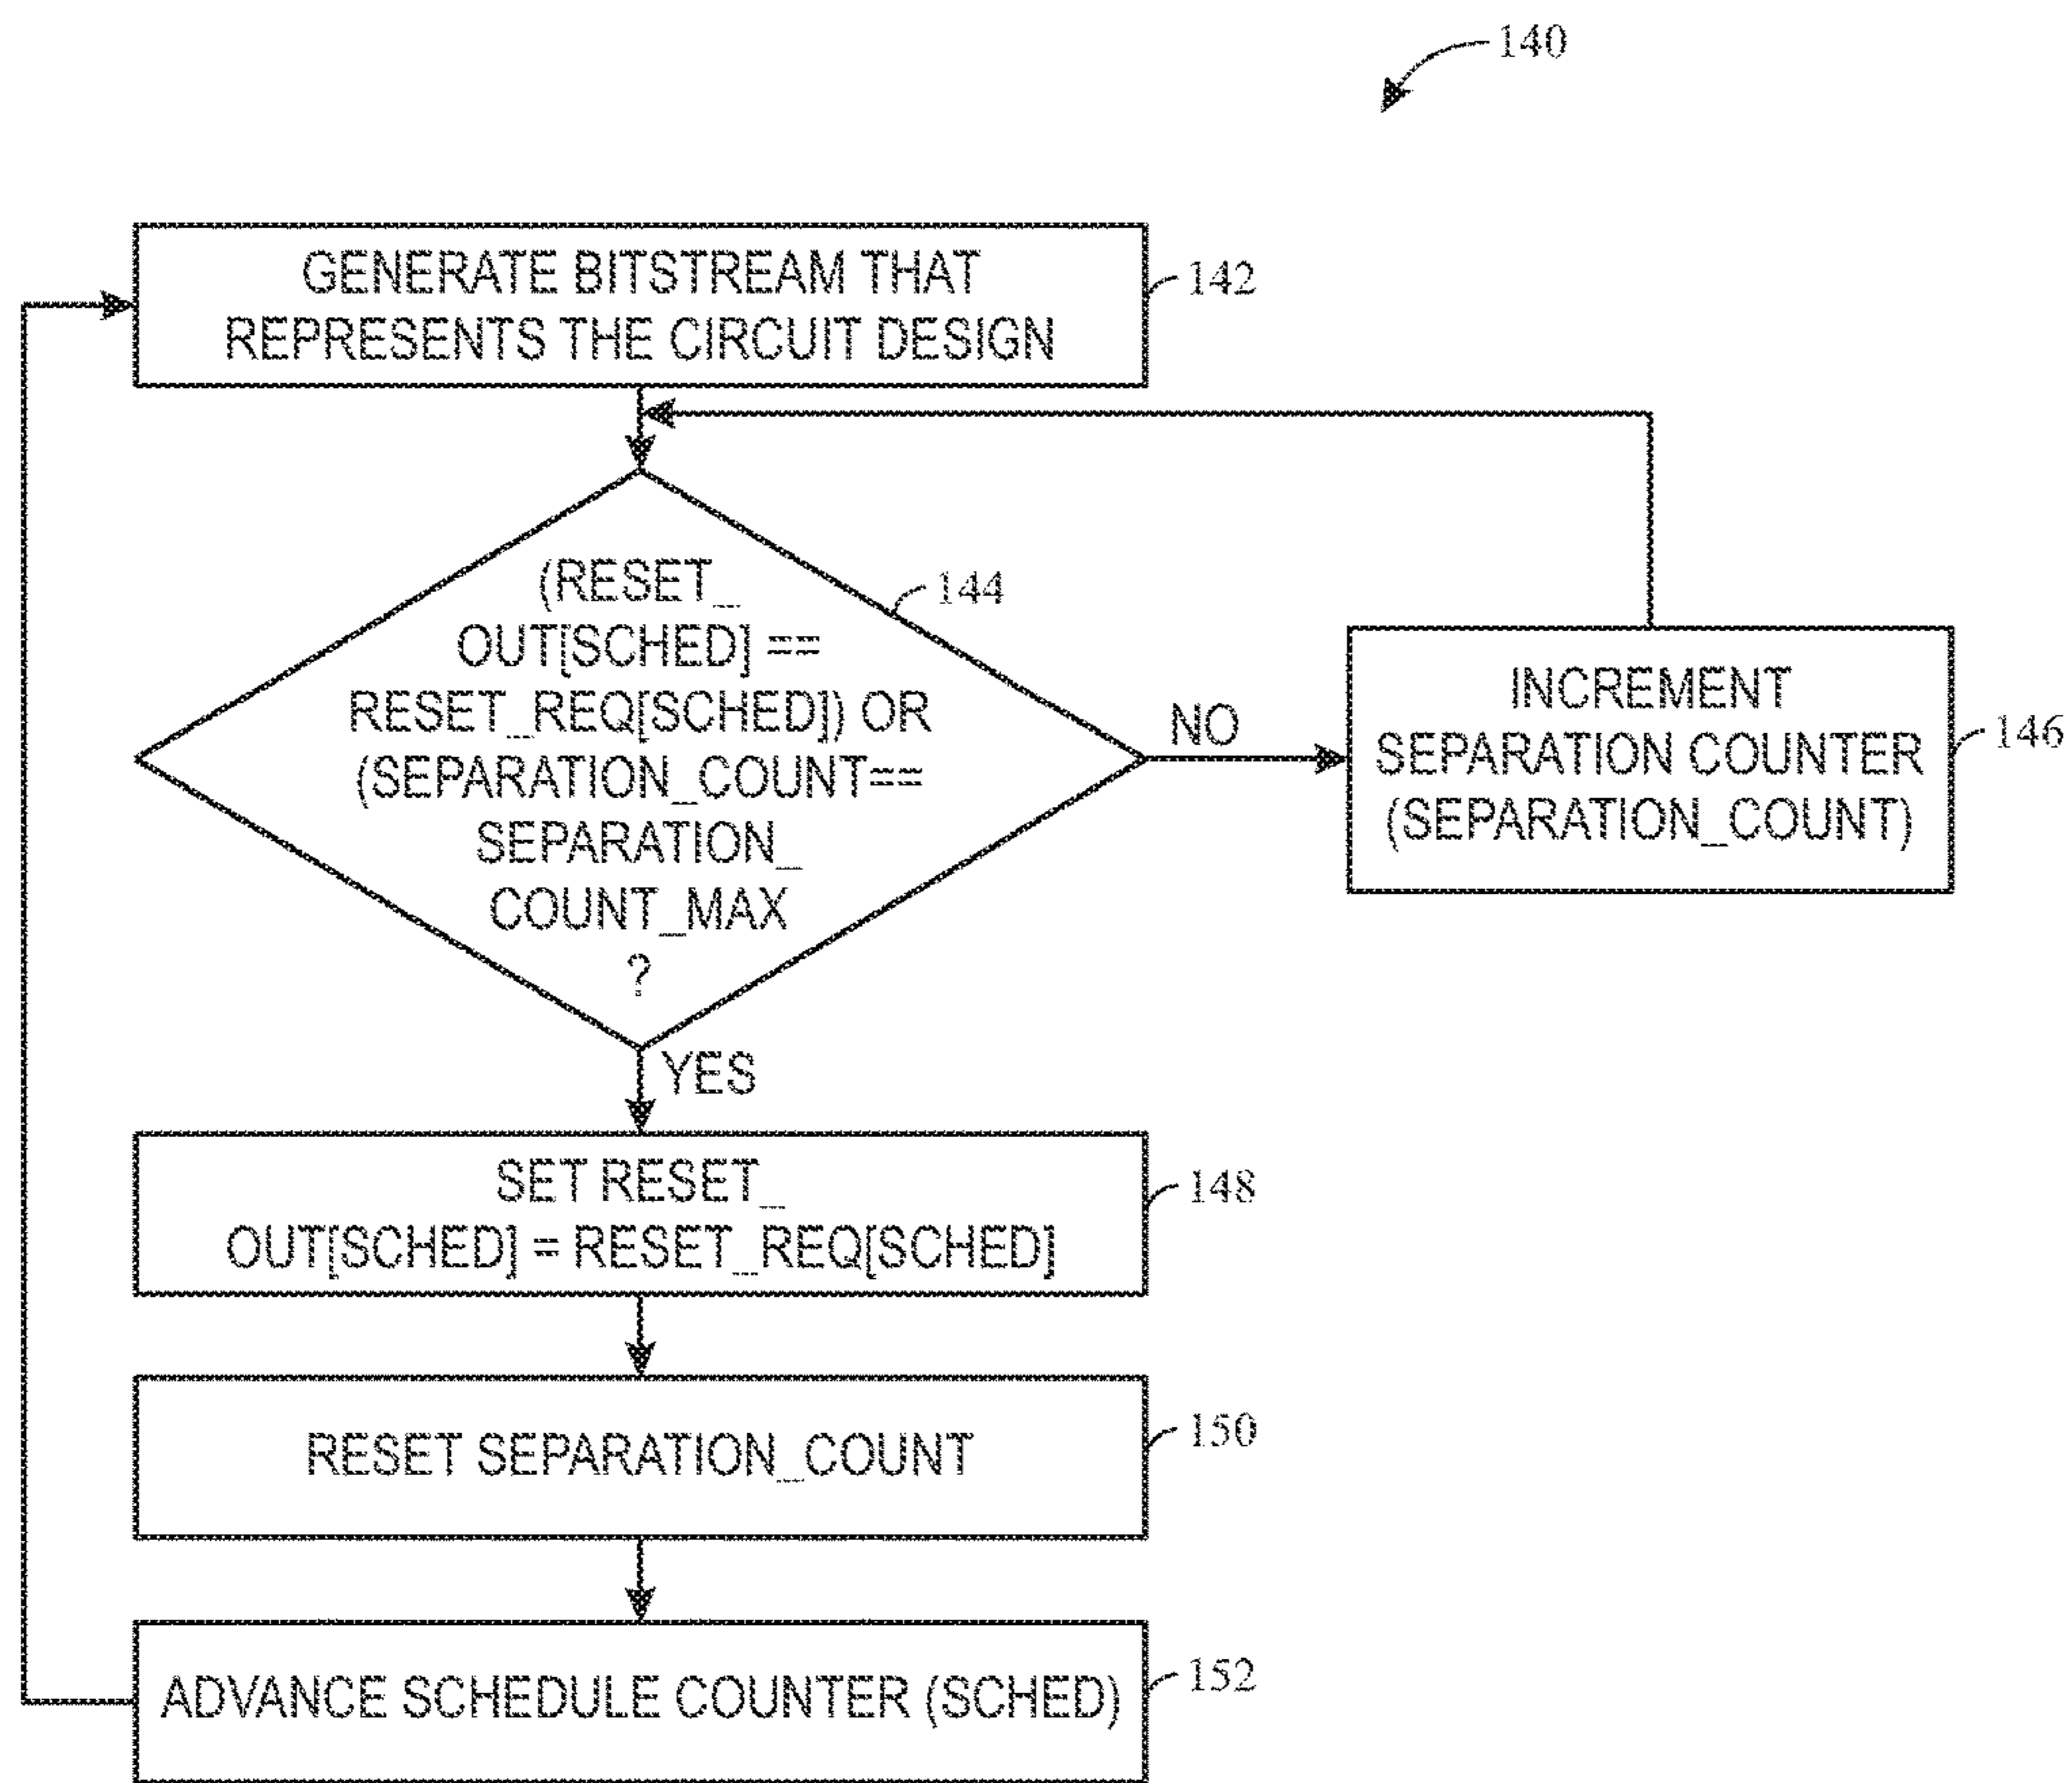 140
GENERATE BITSTREAM THAT
REPRESENTS THE CIRCUIT DESIGN
142
(RESET_
OUT[SCHED] ==
RESET_REQ[SCHED]) OR
(SEPARATION_COUNT==
SEPARATION_
COUNT_MAX
?
144
NO
INCREMENT
SEPARATION COUNTER
(SEPARATION_COUNT)
146
YES
SET RESET_
OUT[SCHED] = RESET_REQ[SCHED]
148
RESET SEPARATION_COUNT
150
ADVANCE SCHEDULE COUNTER (SCHED)
152